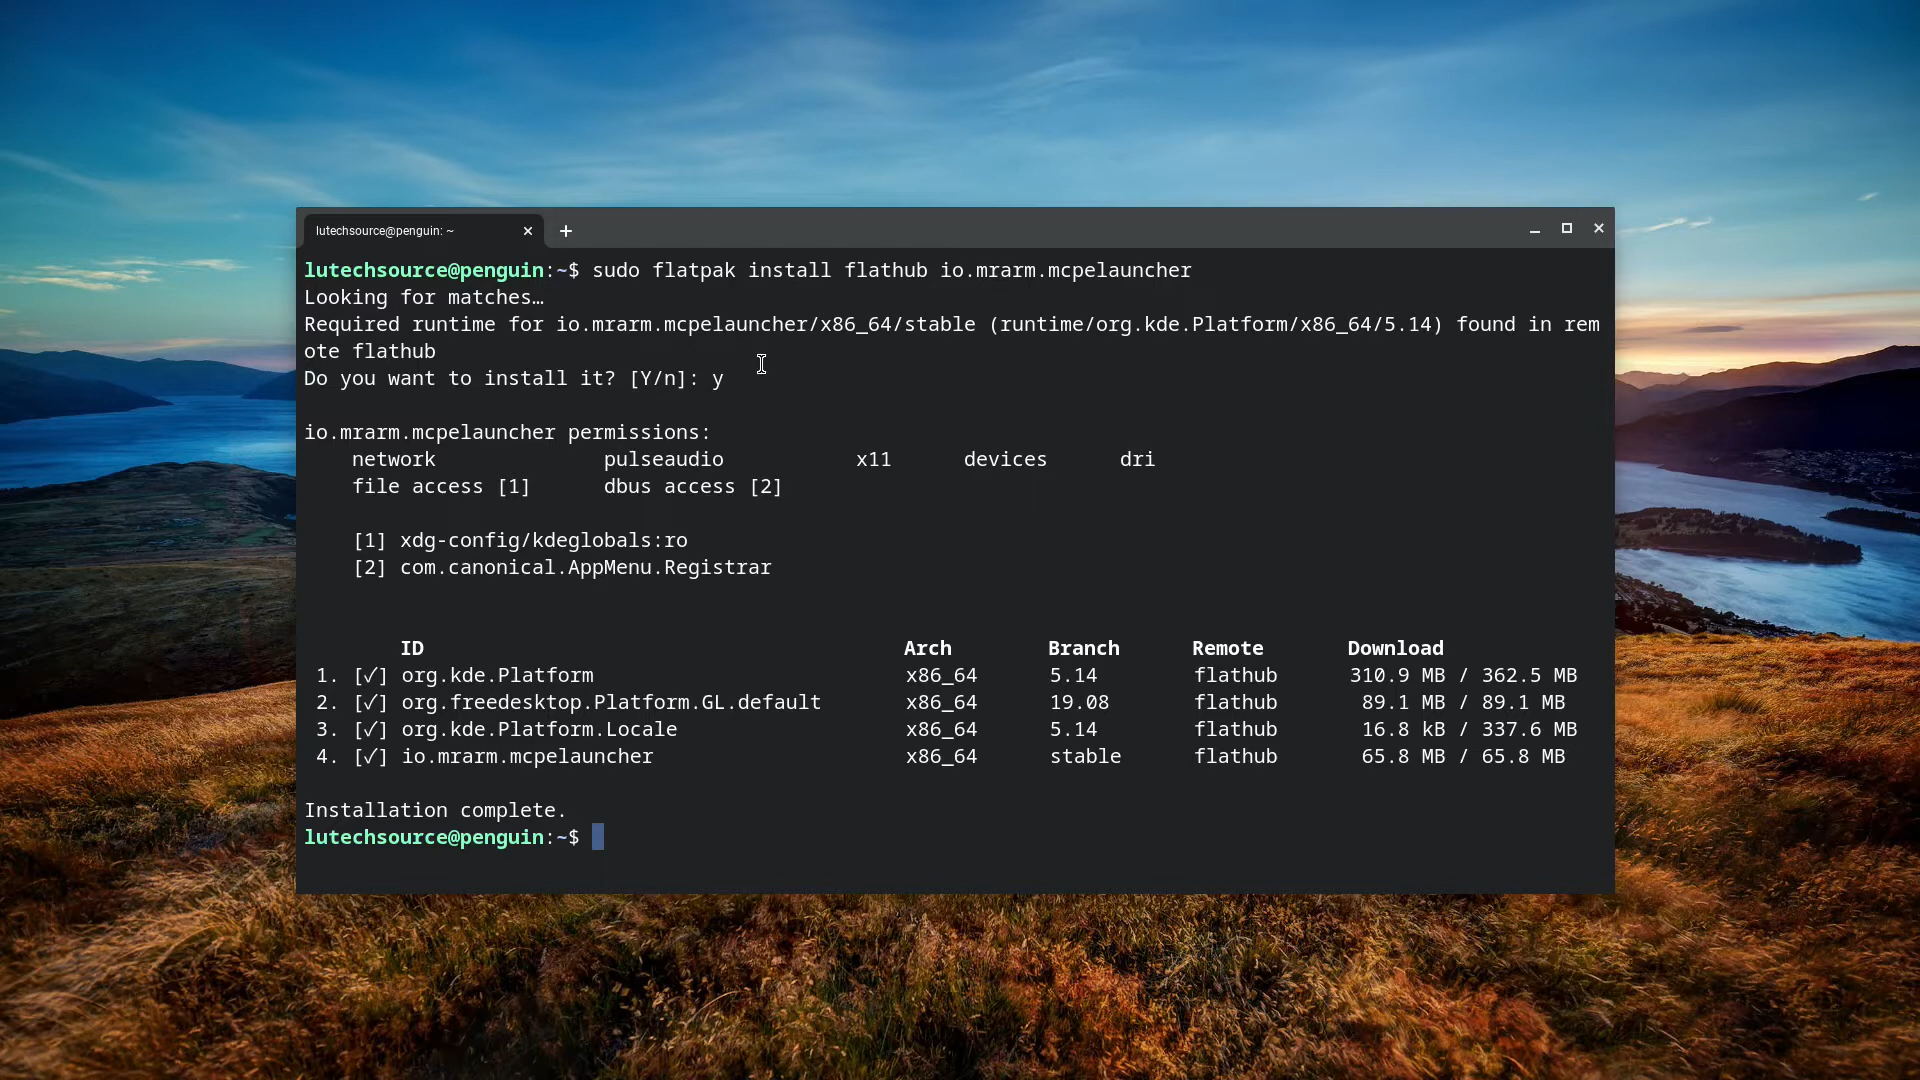 lutechsource@penguin: ~
lutechsource@penguin:~$ sudo flatpak install flathub io.mrarm.mcpelauncher
Looking for matches…
Required runtime for io.mrarm.mcpelauncher/x86_64/stable (runtime/org.kde.Platform/x86_64/5.14) found in rem
ote flathub
Do you want to install it? [Y/n]: y
io.mrarm.mcpelauncher permissions:
network pulseaudio x11 devices dri
file access [1] dbus access [2]
[1] xdg-config/kdeglobals:ro
[2] com.canonical.AppMenu.Registrar
ID Arch Branch Remote Download
1. [✓] org.kde.Platform x86_64 5.14 flathub 310.9 MB / 362.5 MB
2. [✓] org.freedesktop.Platform.GL.default x86_64 19.08 flathub 89.1 MB / 89.1 MB
3. [✓] org.kde.Platform.Locale x86_64 5.14 flathub 16.8 kB / 337.6 MB
4. [✓] io.mrarm.mcpelauncher x86_64 stable flathub 65.8 MB / 65.8 MB
Installation complete.
lutechsource@penguin:~$